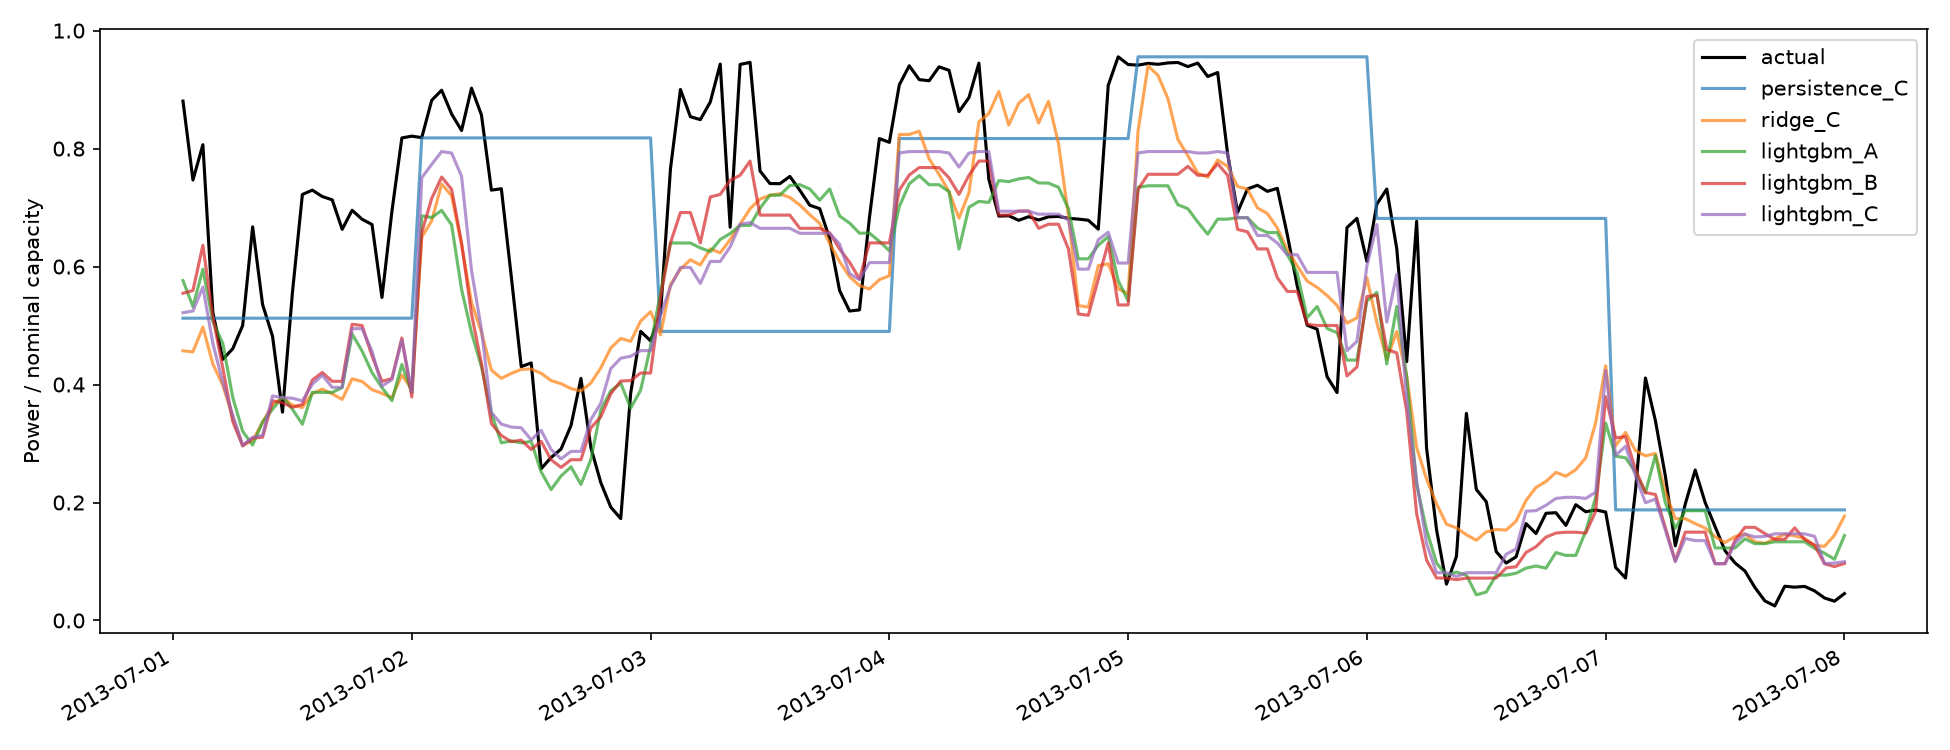 1.0
0.8
0.6
0.4
0.2
0.0
Power / nominal capacity
actual
persistence_C
ridge_C
lightgbm_A
lightgbm_B
lightgbm_C
2013-07-01
2013-07-02
2013-07-03
2013-07-04
2013-07-05
2013-07-06
2013-07-07
2013-07-08